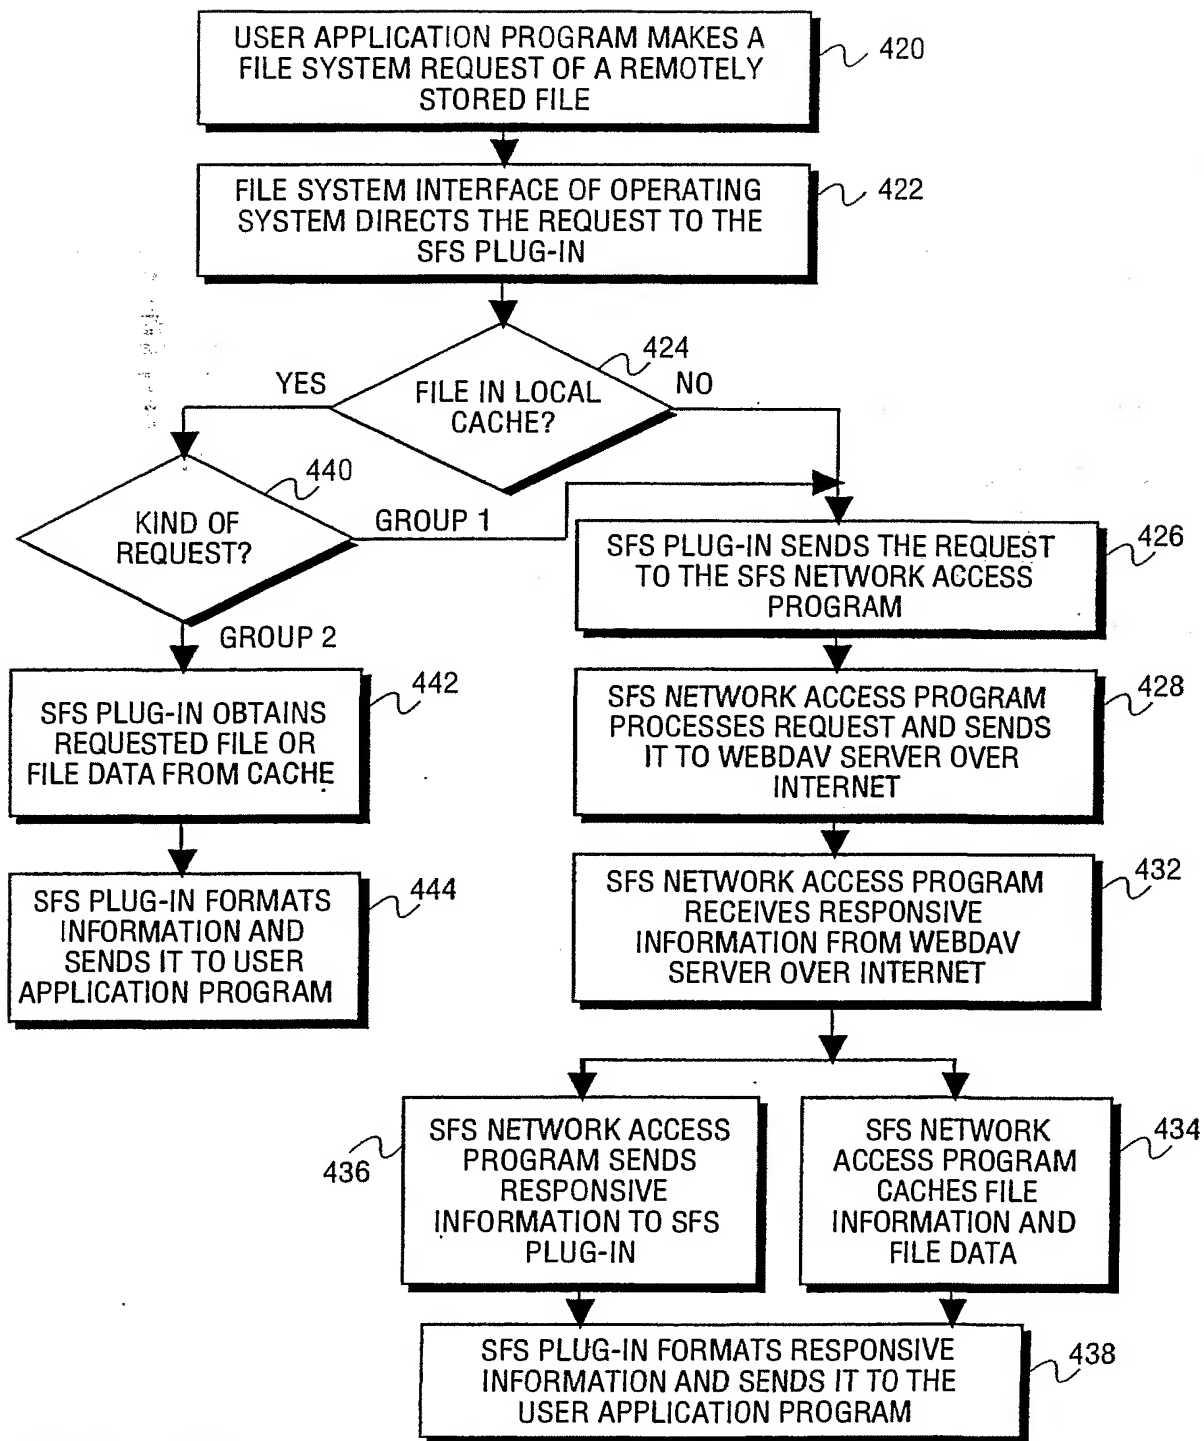 USER APPLICATION PROGRAM MAKES A
FILE SYSTEM REQUEST OF A REMOTELY
STORED FILE
420
FILE SYSTEM INTERFACE OF OPERATING
SYSTEM DIRECTS THE REQUEST TO THE
SFS PLUG-IN
422
424
YES
FILE IN LOCAL
CACHE?
NO
440
KIND OF
REQUEST?
GROUP 1
GROUP 2
SFS PLUG-IN SENDS THE REQUEST
TO THE SFS NETWORK ACCESS
PROGRAM
426
SFS PLUG-IN OBTAINS
REQUESTED FILE OR
FILE DATA FROM CACHE
442
SFS NETWORK ACCESS PROGRAM
PROCESSES REQUEST AND SENDS
IT TO WEBDAV SERVER OVER
INTERNET
428
SFS PLUG-IN FORMATS
INFORMATION AND
SENDS IT TO USER
APPLICATION PROGRAM
444
SFS NETWORK ACCESS PROGRAM
RECEIVES RESPONSIVE
INFORMATION FROM WEBDAV
SERVER OVER INTERNET
432
436
SFS NETWORK ACCESS
PROGRAM SENDS
RESPONSIVE
INFORMATION TO SFS
PLUG-IN
SFS NETWORK
ACCESS PROGRAM
CACHES FILE
INFORMATION AND
FILE DATA
434
SFS PLUG-IN FORMATS RESPONSIVE
INFORMATION AND SENDS IT TO THE
USER APPLICATION PROGRAM
438